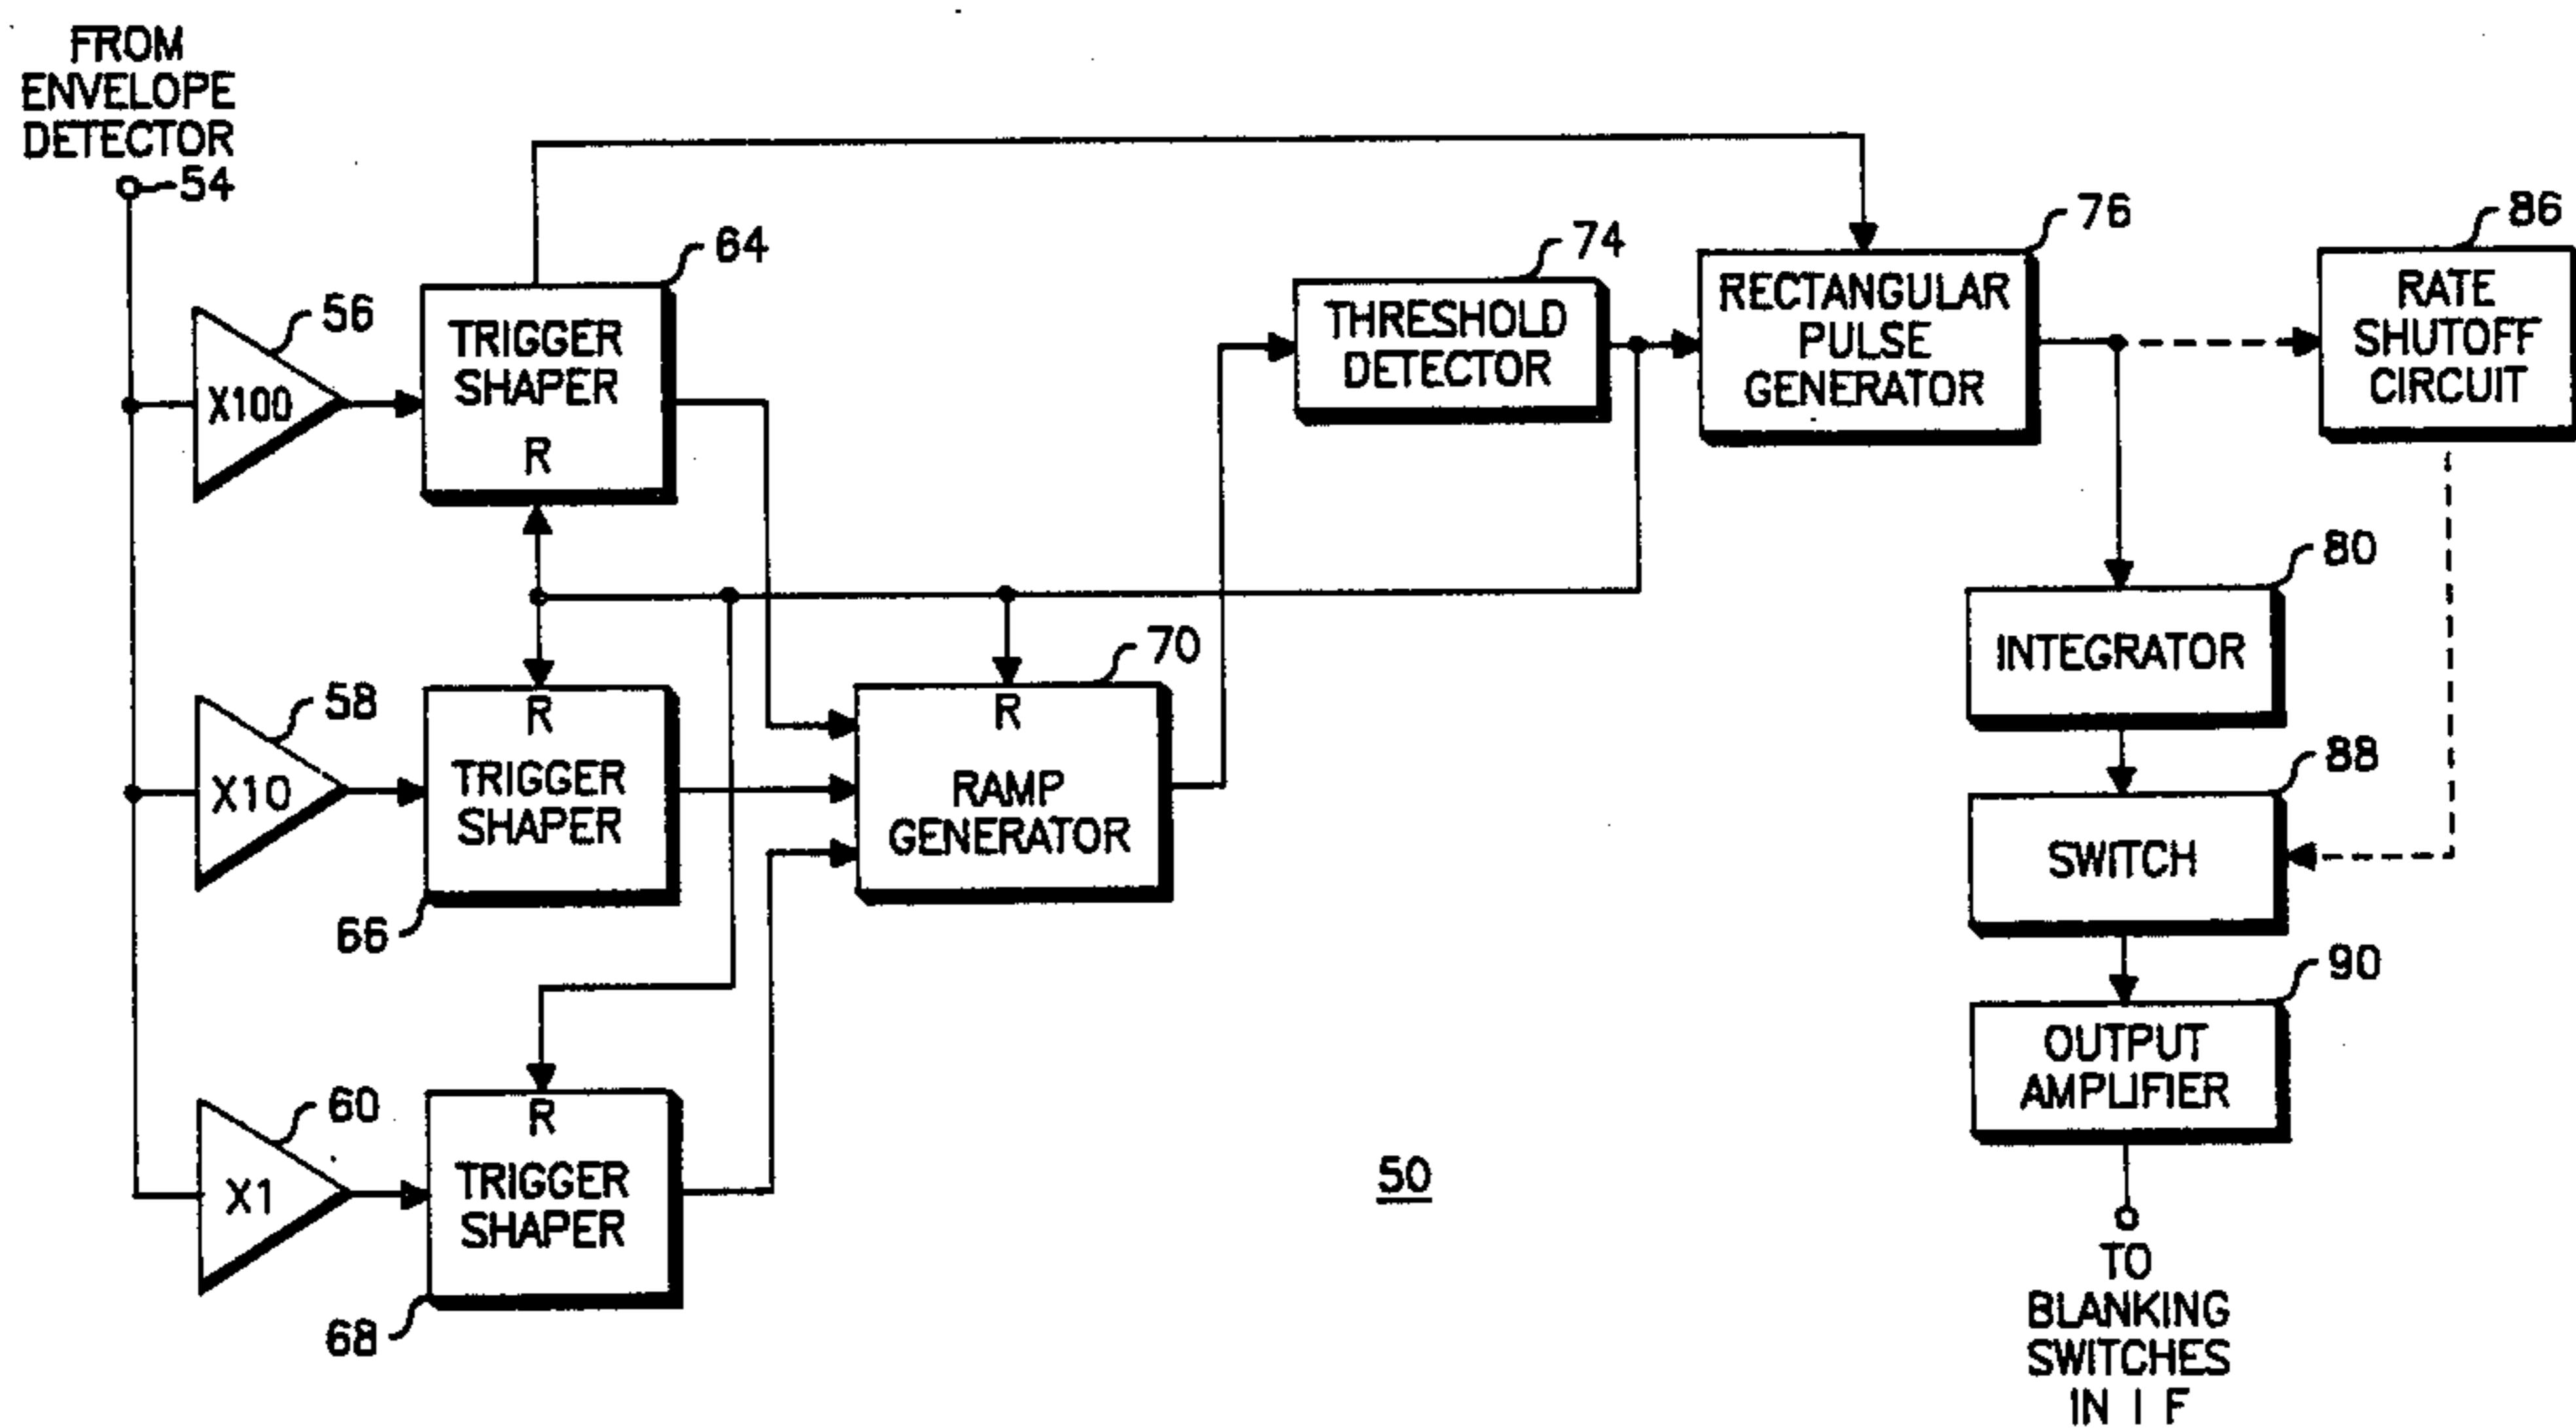 FROM
ENVELOPE
DETECTOR
54
56
X100
64
TRIGGER
SHAPER
R
74
THRESHOLD
DETECTOR
76
RECTANGULAR
PULSE
GENERATOR
86
RATE
SHUTOFF
CIRCUIT
58
X10
66
R
TRIGGER
SHAPER
70
R
RAMP
GENERATOR
80
INTEGRATOR
88
SWITCH
90
OUTPUT
AMPLIFIER
60
X1
68
R
TRIGGER
SHAPER
50
TO
BLANKING
SWITCHES
IN I F